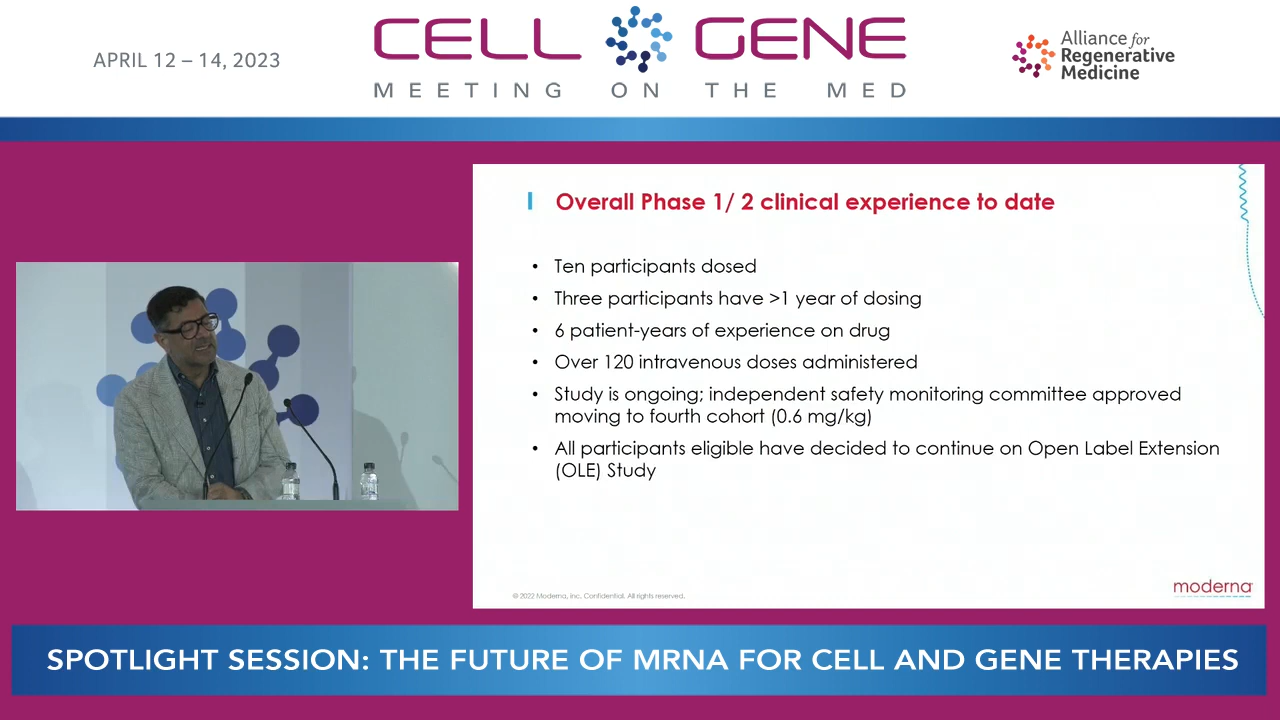 APRIL 12 – 14, 2023
CELL GENE
MEETING ON THE MED
Alliance for
Regenerative
Medicine
Overall Phase 1/ 2 clinical experience to date
• Ten participants dosed
• Three participants have >1 year of dosing
• 6 patient-years of experience on drug
• Over 120 intravenous doses administered
• Study is ongoing; independent safety monitoring committee approved
moving to fourth cohort (0.6 mg/kg)
• All participants eligible have decided to continue on Open Label Extension
(OLE) Study
© 2022 Moderna, Inc. Confidential. All rights reserved.
moderna
SPOTLIGHT SESSION: THE FUTURE OF MRNA FOR CELL AND GENE THERAPIES